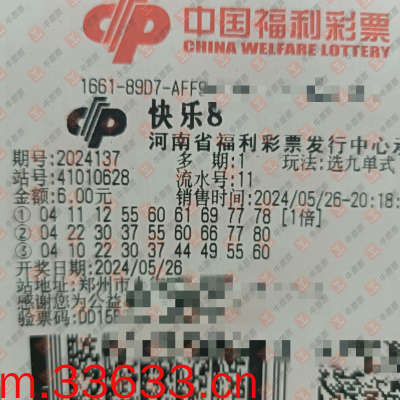 中国福利彩票
CHINA WELFARE LOTTERY
1661-89D7-AFF9
快乐8
河南省福利彩票发行中心承
期号:2024137 多 期:1 玩法:选九单式
站号:41010628 流水号:11
金额:6.00元 销售时间:2024/05/26-20:18:
① 04 11 12 55 60 61 69 77 78 [1倍]
② 04 22 30 37 55 60 66 77 80
③ 04 10 22 30 37 44 49 55 60
开奖日期:2024/05/26
站地址:郑州市
感谢您为公益
验票码:0015
m.33633.cn